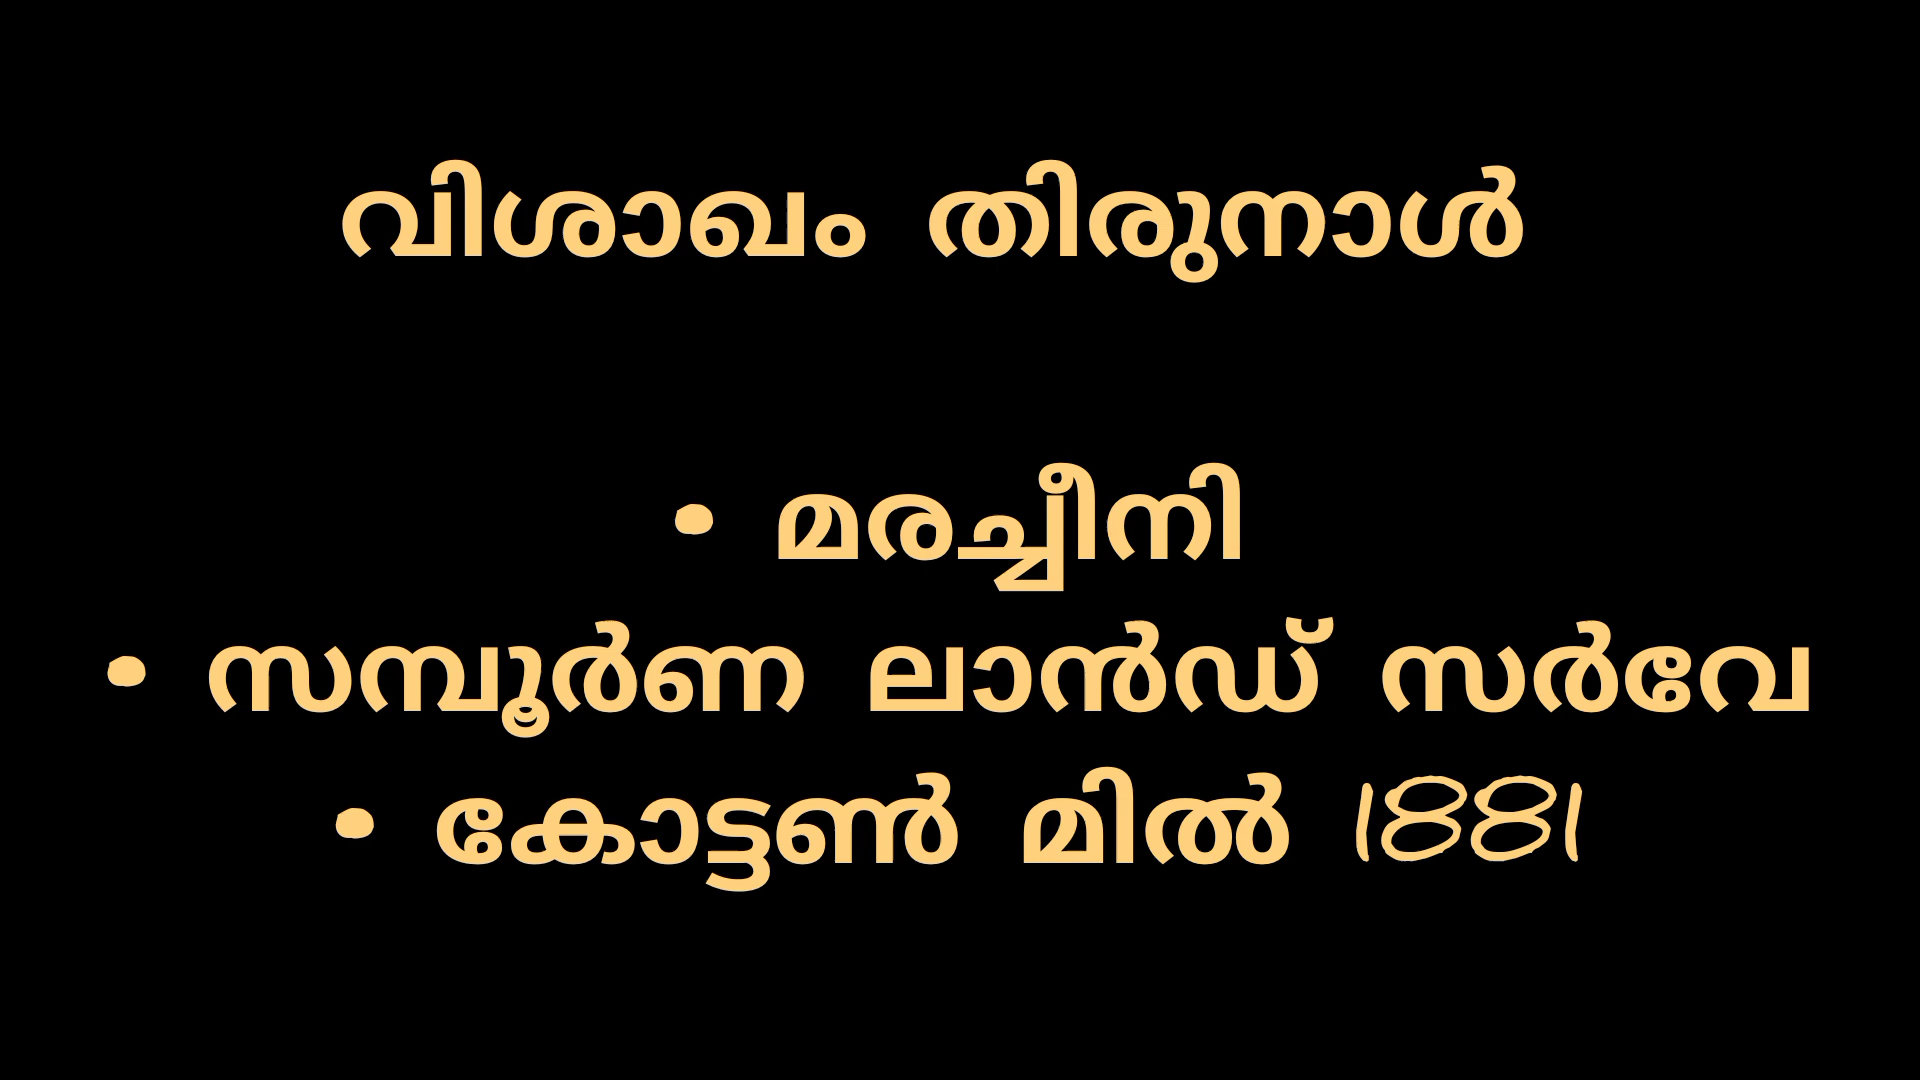 വിശാഖം തിരുനാൾ
• മരച്ചീനി
• സമ്പൂർണ ലാൻഡ് സർവേ
• കോട്ടൺ മിൽ 1881